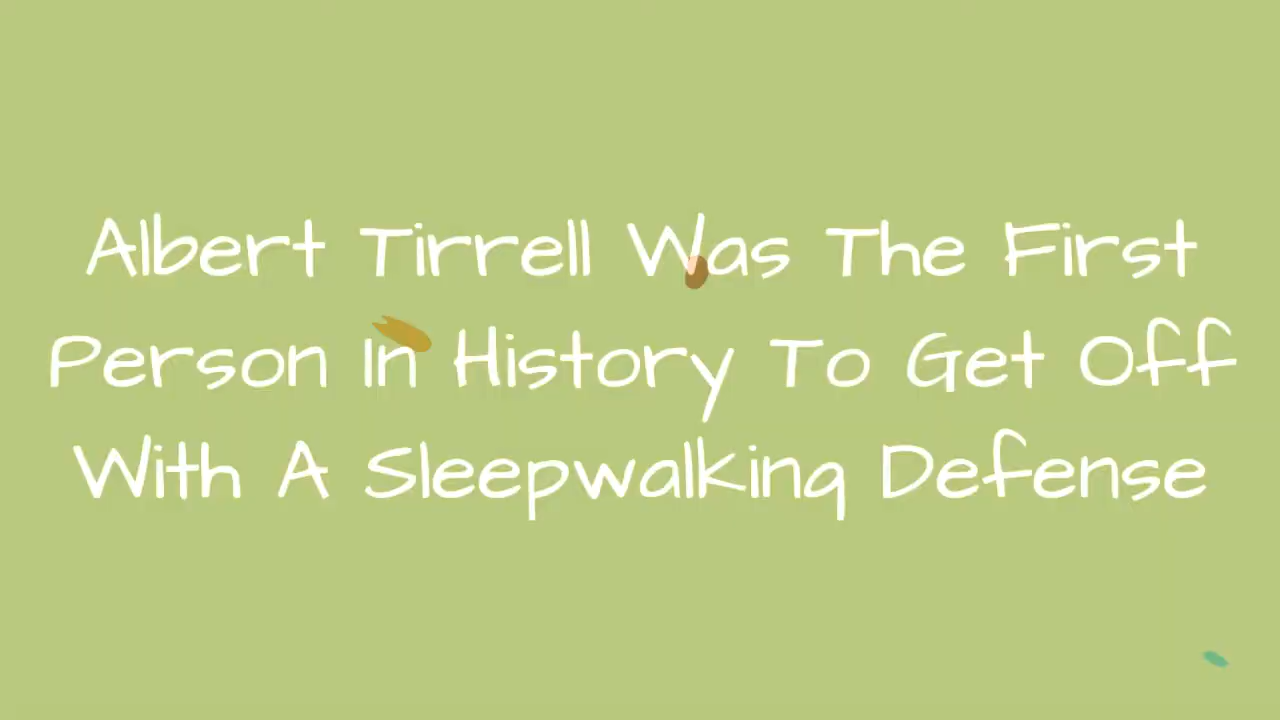 Albert Tirrell Was The First
Person In History To Get Off
With A Sleepwalking Defense